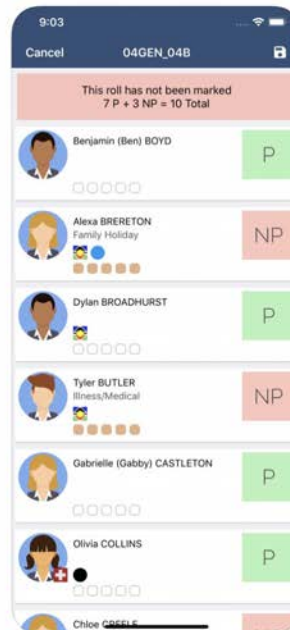 9:03
Cancel 04GEN_04B
This roll has not been marked
7 P + 3 NP = 10 Total
Benjamin (Ben) BOYD
P
Alexa BRERETON
Family Holiday
NP
Dylan BROADHURST
P
Tyler BUTLER
Illness/Medical
NP
Gabrielle (Gabby) CASTLETON
P
Olivia COLLINS
P
Chloe